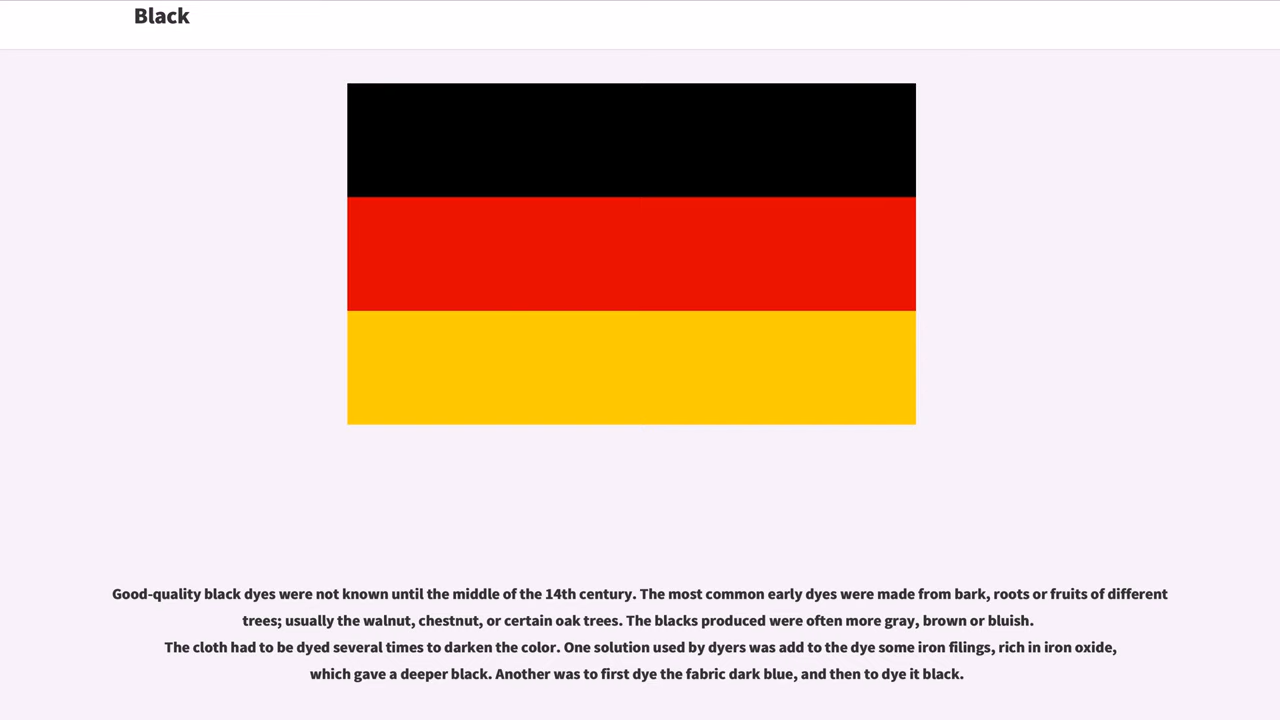 Black
Good-quality black dyes were not known until the middle of the 14th century. The most common early dyes were made from bark, roots or fruits of different
trees; usually the walnut, chestnut, or certain oak trees. The blacks produced were often more gray, brown or bluish.
The cloth had to be dyed several times to darken the color. One solution used by dyers was add to the dye some iron filings, rich in iron oxide,
which gave a deeper black. Another was to first dye the fabric dark blue, and then to dye it black.